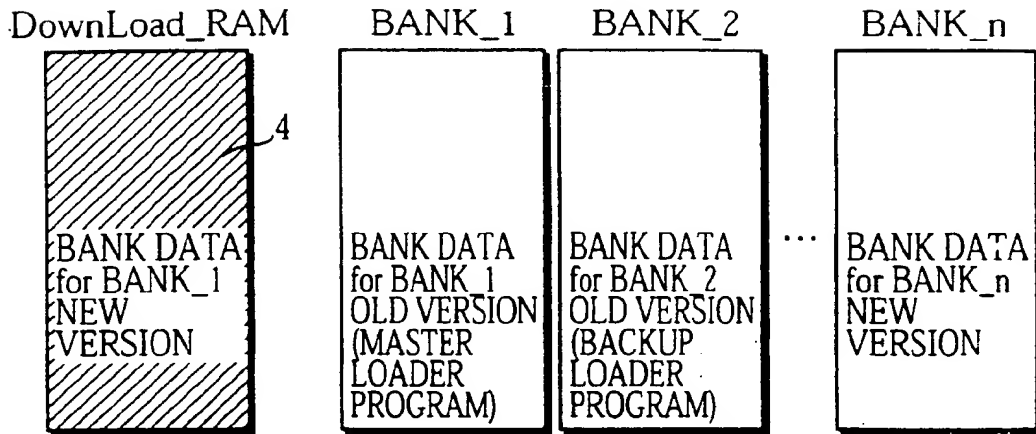 DownLoad_RAM
BANK_1
BANK_2
BANK_n
4
BANK DATA
for BANK_1
NEW
VERSION
BANK DATA
for BANK_1
OLD VERSION
(MASTER
LOADER
PROGRAM)
BANK DATA
for BANK_2
OLD VERSION
(BACKUP
LOADER
PROGRAM)
...
BANK DATA
for BANK_n
NEW
VERSION